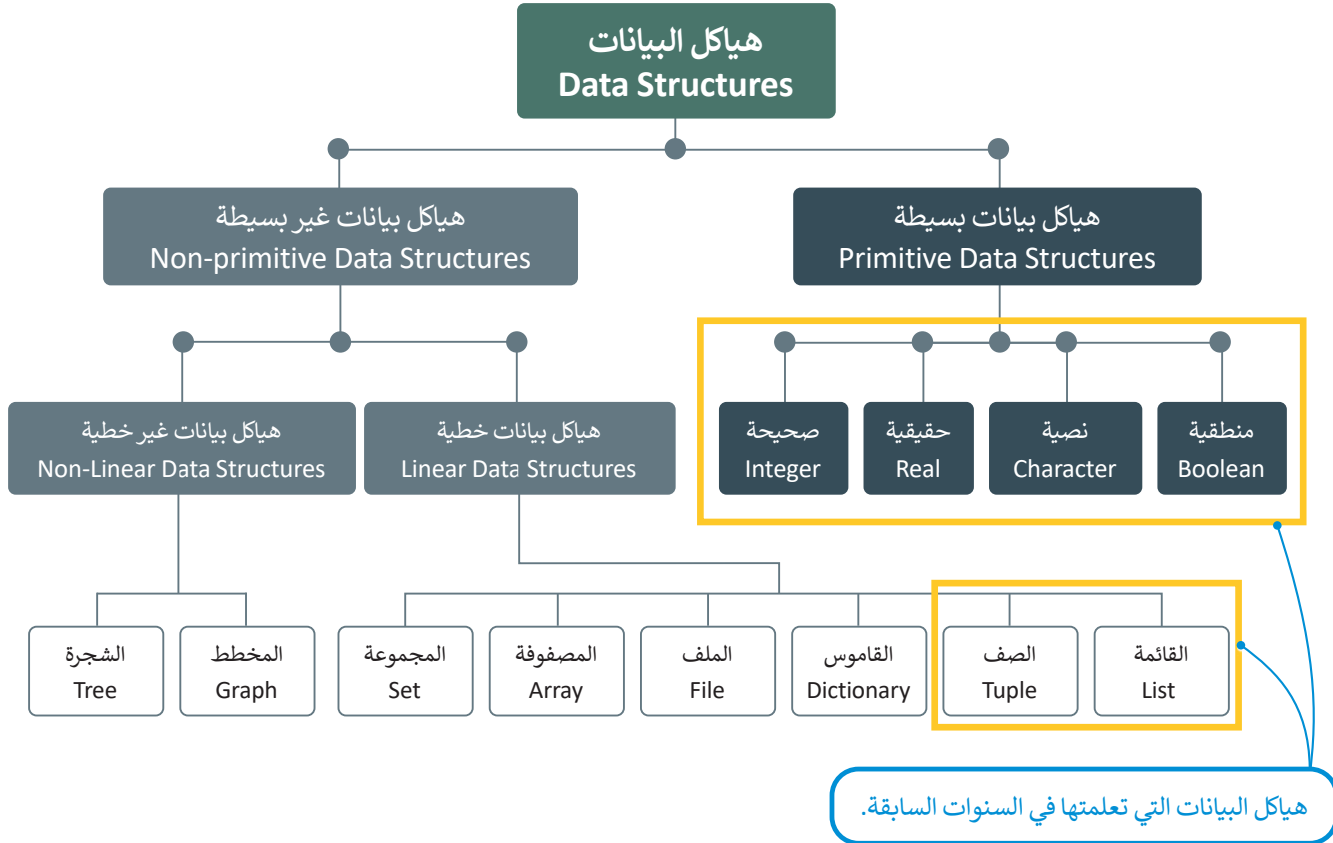 هياكل البيانات
Data Structures
هياكل بيانات بسيطة
Primitive Data Structures
هياكل بيانات غير بسيطة
Non-primitive Data Structures
منطقية
Boolean
نصية
Character
حقيقية
Real
صحيحة
Integer
هياكل بيانات خطية
Linear Data Structures
هياكل بيانات غير خطية
Non-Linear Data Structures
القائمة
List
الصف
Tuple
القاموس
Dictionary
الملف
File
المصفوفة
Array
المجموعة
Set
المخطط
Graph
الشجرة
Tree
هياكل البيانات التي تعلمتها في السنوات السابقة.